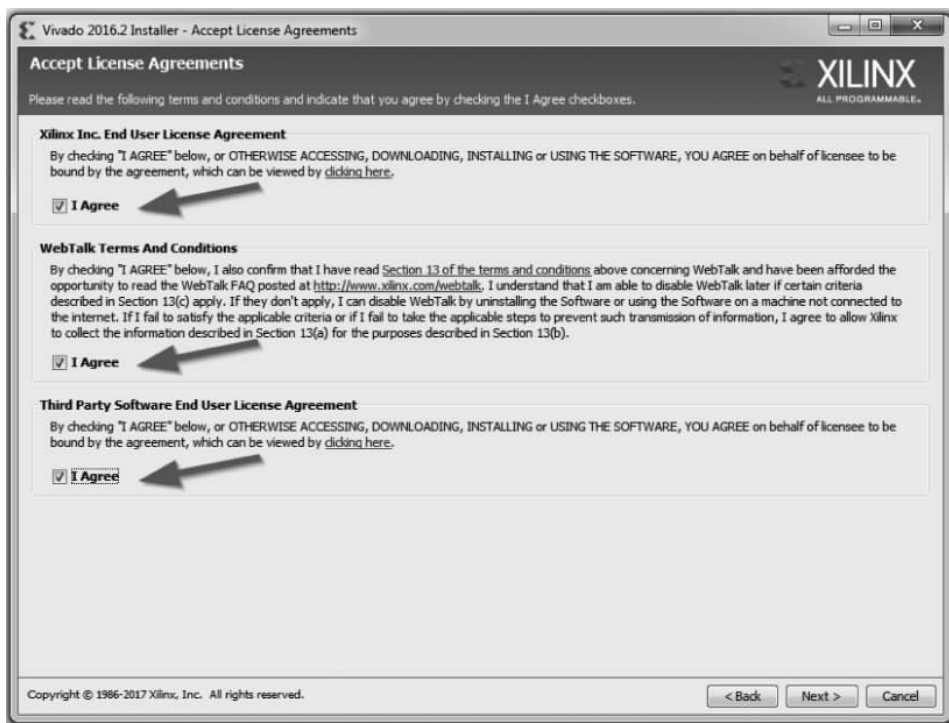 Vivado 2016.2 Installer - Accept License Agreements
Accept License Agreements
XILINX
ALL PROGRAMMABLE.
Please read the following terms and conditions and indicate that you agree by checking the I Agree checkboxes.
Xilinx Inc. End User License Agreement
By checking "I AGREE" below, or OTHERWISE ACCESSING, DOWNLOADING, INSTALLING or USING THE SOFTWARE, YOU AGREE on behalf of licensee to be
bound by the agreement, which can be viewed by clicking here.
I Agree
WebTalk Terms And Conditions
By checking "I AGREE" below, I also confirm that I have read Section 13 of the terms and conditions above concerning WebTalk and have been afforded the
opportunity to read the WebTalk FAQ posted at http://www.xilinx.com/webtalk. I understand that I am able to disable WebTalk later if certain criteria
described in Section 13(c) apply. If they don't apply, I can disable WebTalk by uninstalling the Software or using the Software on a machine not connected to
the internet. If I fail to satisfy the applicable criteria or if I fail to take the applicable steps to prevent such transmission of information, I agree to allow Xilinx
to collect the information described in Section 13(a) for the purposes described in Section 13(b).
I Agree
Third Party Software End User License Agreement
By checking "I AGREE" below, or OTHERWISE ACCESSING, DOWNLOADING, INSTALLING or USING THE SOFTWARE, YOU AGREE on behalf of licensee to be
bound by the agreement, which can be viewed by clicking here.
I Agree
Copyright © 1986-2017 Xilinx, Inc. All rights reserved.
< Back Next > Cancel